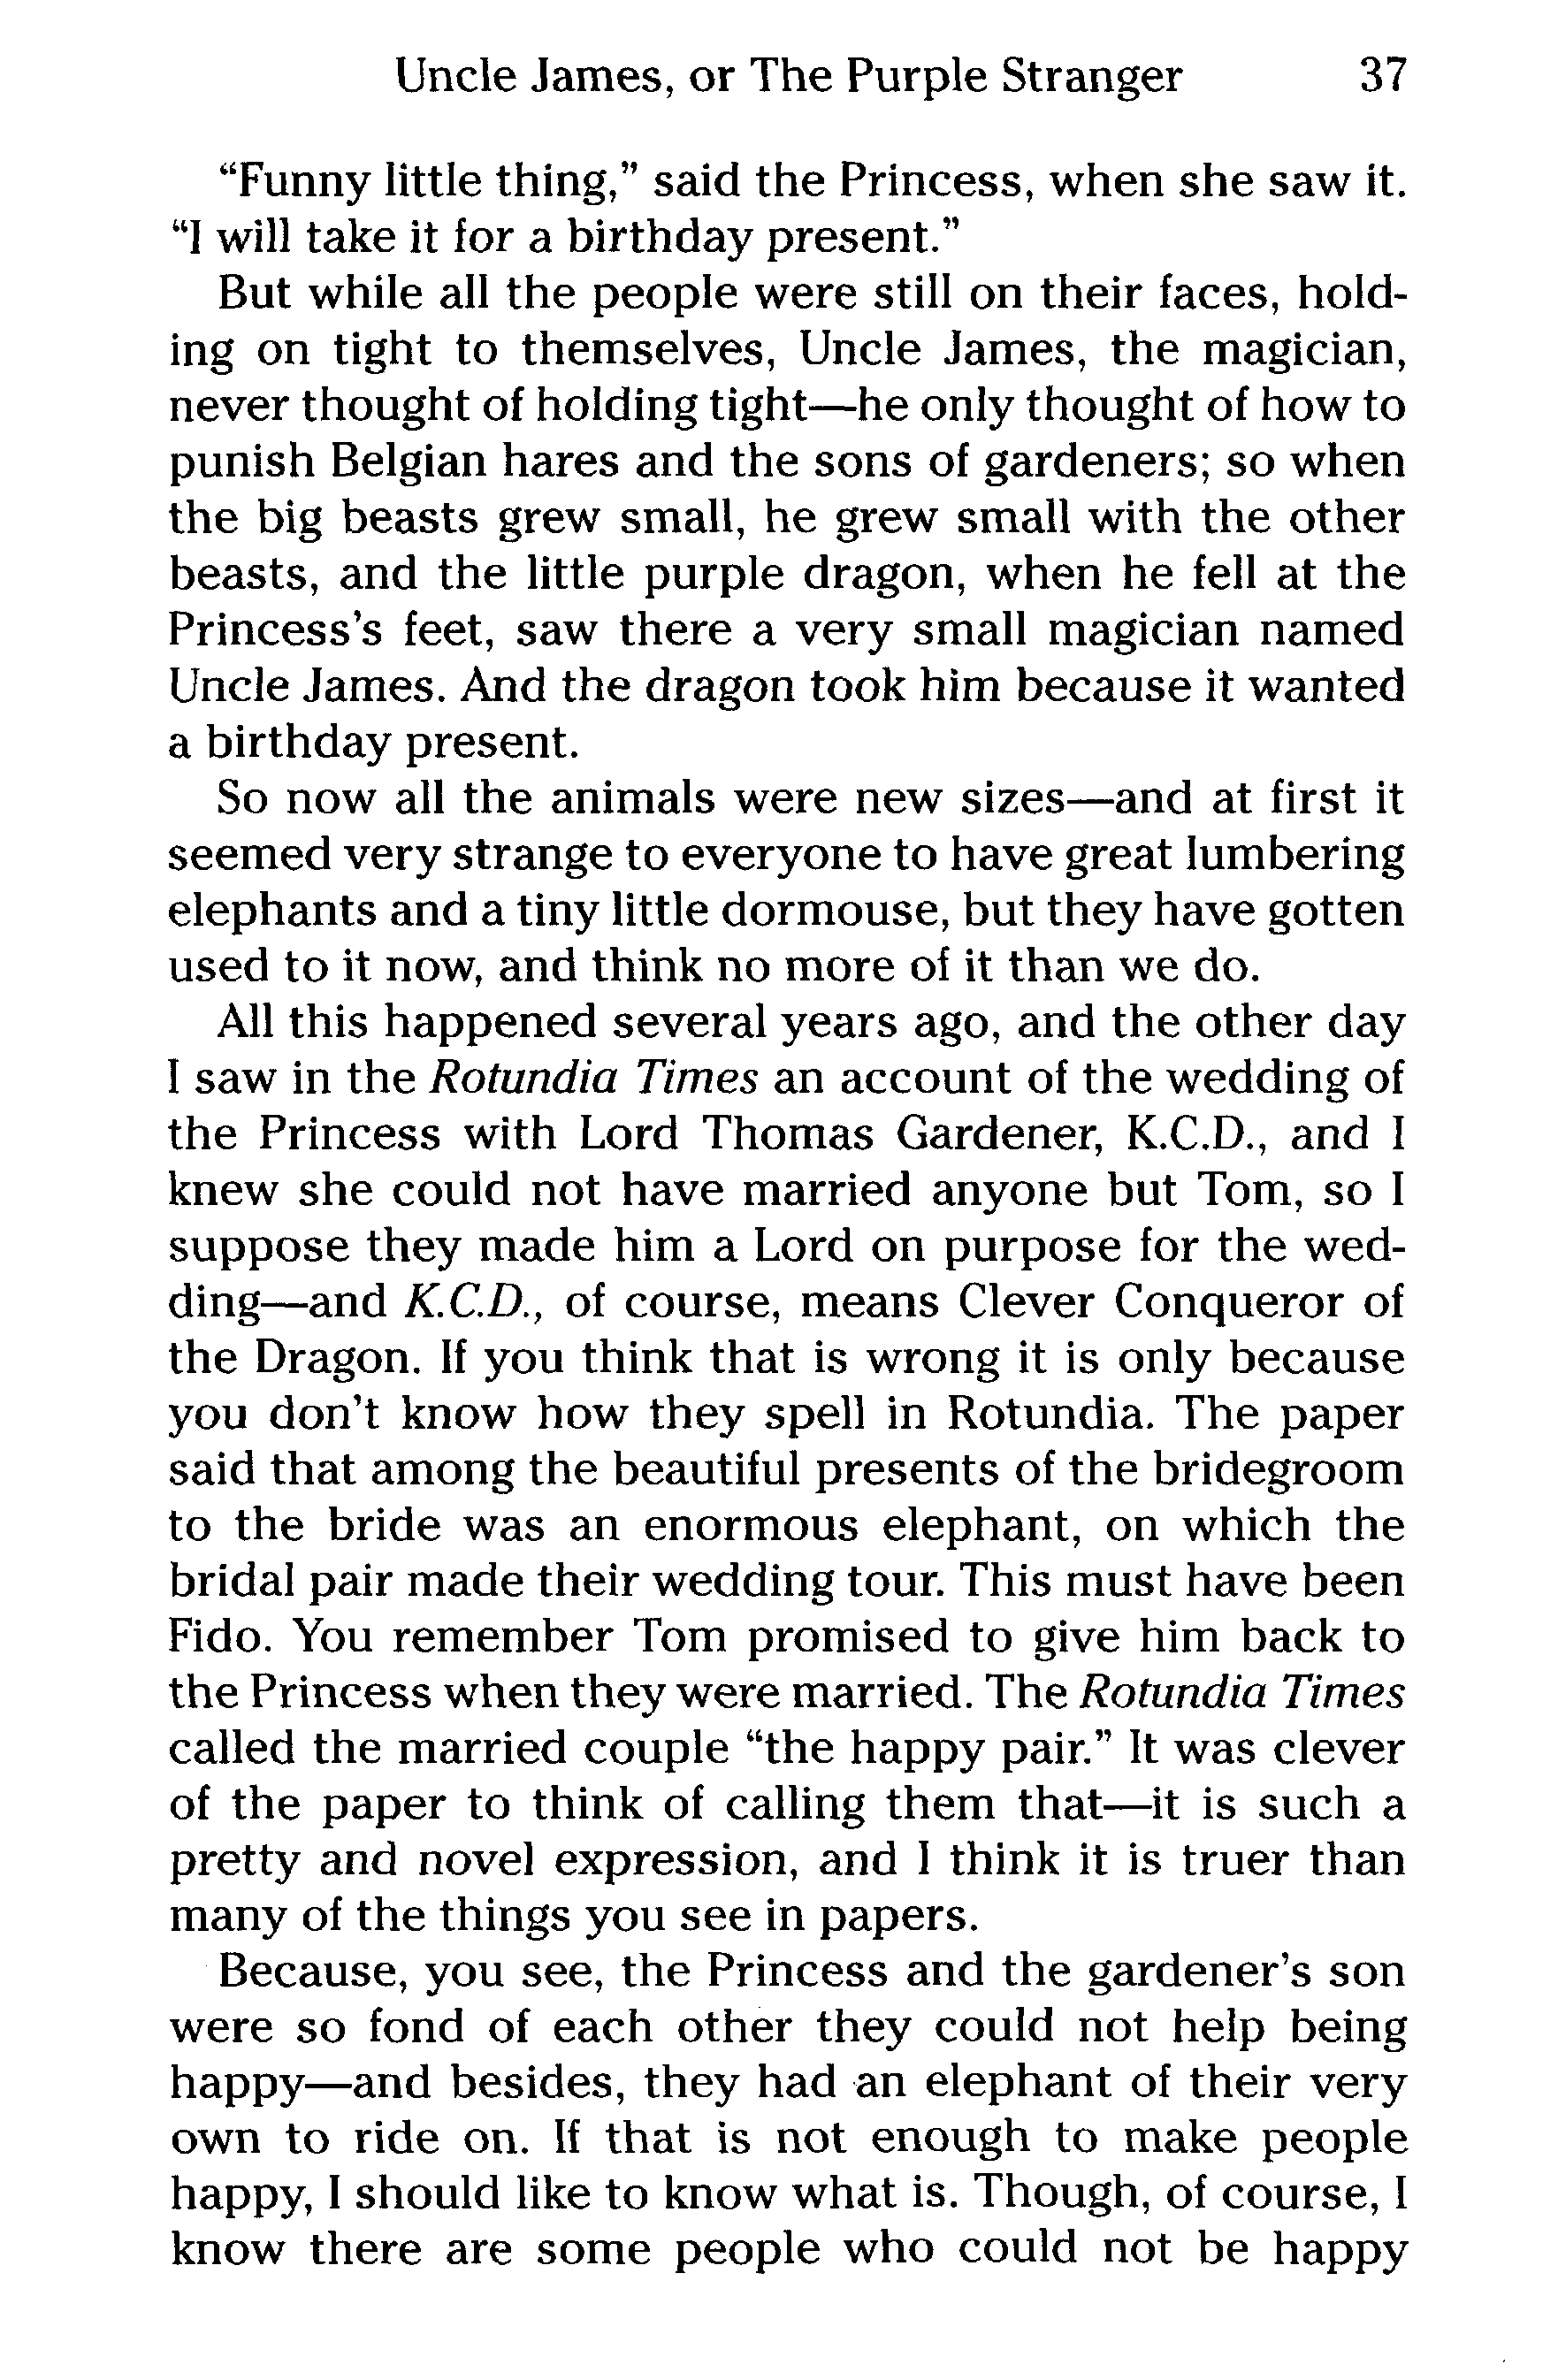 Uncle James, or The Purple Stranger 37
“Funny little thing,” said the Princess, when she saw it.
“I will take it for a birthday present.”
But while all the people were still on their faces, hold-
ing on tight to themselves, Uncle James, the magician,
never thought of holding tight—he only thought of how to
punish Belgian hares and the sons of gardeners; so when
the big beasts grew small, he grew small with the other
beasts, and the little purple dragon, when he fell at the
Princess’s feet, saw there a very small magician named
Uncle James. And the dragon took him because it wanted
a birthday present.
So now all the animals were new sizes—and at first it
seemed very strange to everyone to have great lumbering
elephants and a tiny little dormouse, but they have gotten
used to it now, and think no more of it than we do.
All this happened several years ago, and the other day
I saw in the Rotundia Times an account of the wedding of
the Princess with Lord Thomas Gardener, K.C.D., and I
knew she could not have married anyone but Tom, so I
suppose they made him a Lord on purpose for the wed-
ding—and K.C.D., of course, means Clever Conqueror of
the Dragon. If you think that is wrong it is only because
you don’t know how they spell in Rotundia. The paper
said that among the beautiful presents of the bridegroom
to the bride was an enormous elephant, on which the
bridal pair made their wedding tour. This must have been
Fido. You remember Tom promised to give him back to
the Princess when they were married. The Rotundia Times
called the married couple “the happy pair.” It was clever
of the paper to think of calling them that—it is such a
pretty and novel expression, and I think it is truer than
many of the things you see in papers.
Because, you see, the Princess and the gardener’s son
were so fond of each other they could not help being
happy—and besides, they had an elephant of their very
own to ride on. If that is not enough to make people
happy, I should like to know what is. Though, of course, I
know there are some people who could not be happy